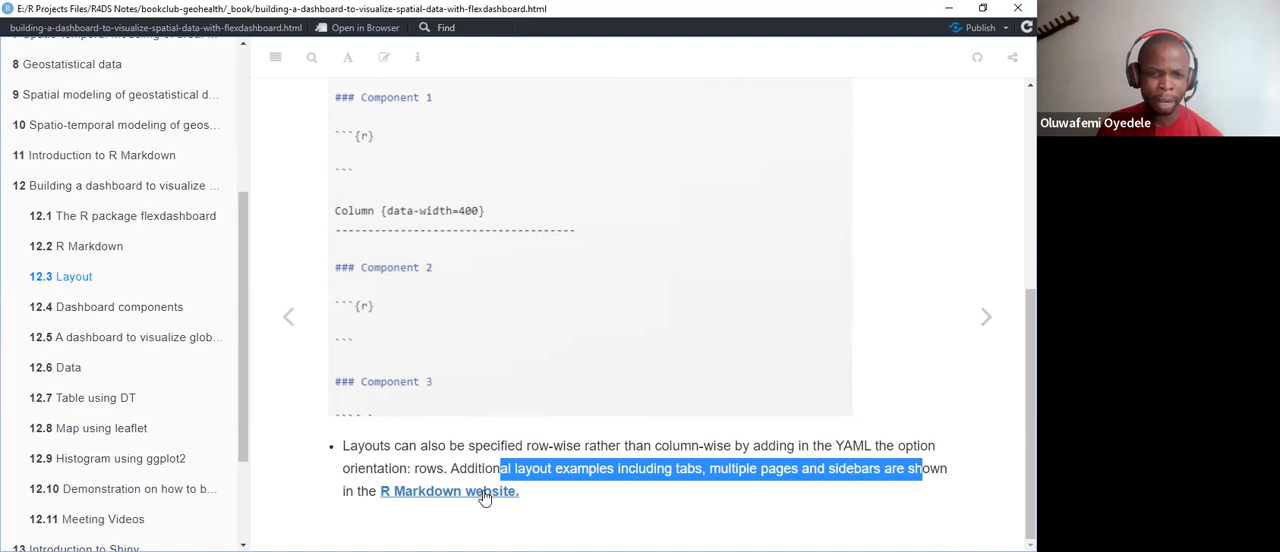 E:/R Projects Files/R4DS Notes/bookclub-geohealth/_book/building-a-dashboard-to-visualize-spatial-data-with-flexdashboard.html
building-a-dashboard-to-visualize-spatial-data-with-flexdashboard.html
Open in Browser
Find
Publish
8 Geostatistical data
9 Spatial modeling of geostatistical d...
10 Spatio-temporal modeling of geos...
11 Introduction to R Markdown
12 Building a dashboard to visualize ...
12.1 The R package flexdashboard
12.2 R Markdown
12.3 Layout
12.4 Dashboard components
12.5 A dashboard to visualize glob...
12.6 Data
12.7 Table using DT
12.8 Map using leaflet
12.9 Histogram using ggplot2
12.10 Demonstration on how to b...
12.11 Meeting Videos
13 Introduction to Shiny
### Component 1
```{r}
```
Column {data-width=400}
-------------------------------------
### Component 2
```{r}
```
### Component 3
• Layouts can also be specified row-wise rather than column-wise by adding in the YAML the option
orientation: rows. Additional layout examples including tabs, multiple pages and sidebars are shown
in the R Markdown website.
Oluwafemi Oyedele